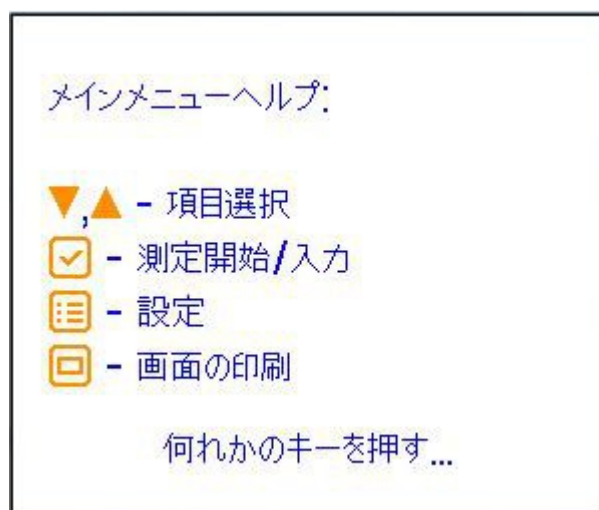 メインメニューヘルプ:
▼,▲ - 項目選択
- 測定開始/入力
- 設定
- 画面の印刷
何れかのキーを押す...